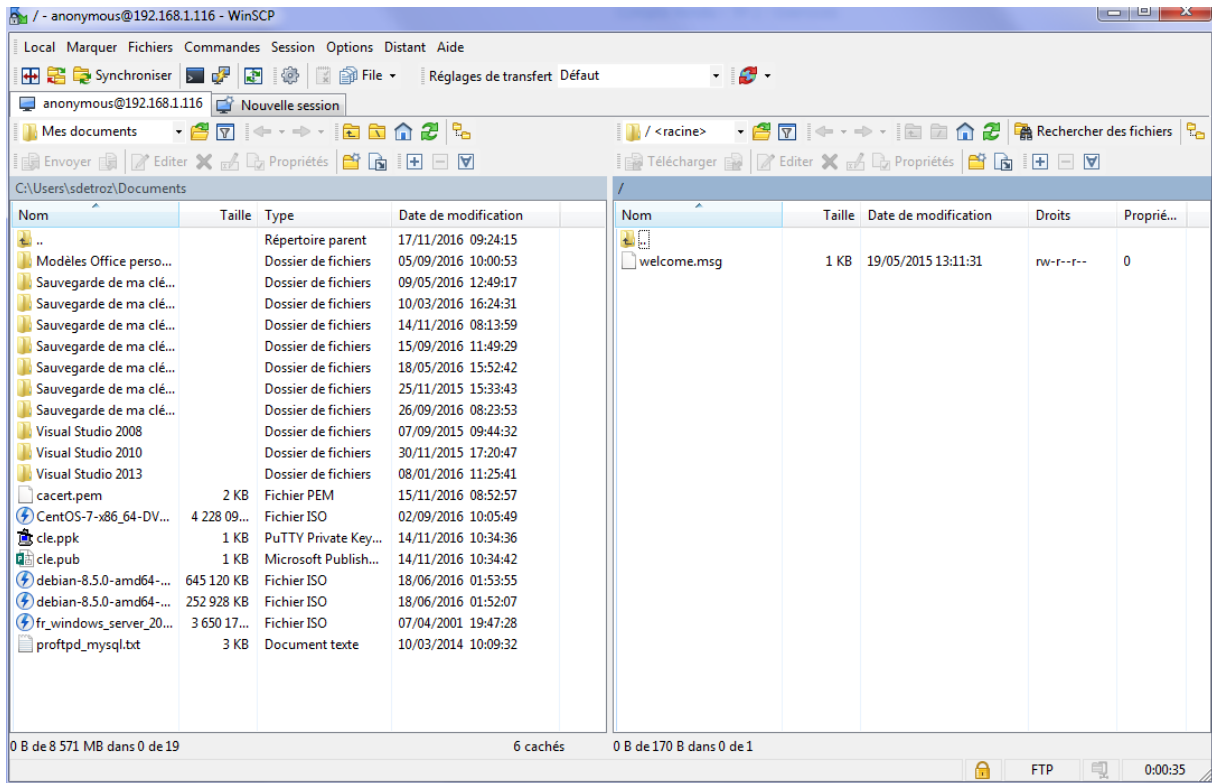 / - anonymous@192.168.1.116 - WinSCP
Local Marquer Fichiers Commandes Session Options Distant Aide
Synchroniser File Réglages de transfert Défaut
anonymous@192.168.1.116 Nouvelle session
Mes documents / <racine> Rechercher des fichiers
Envoyer Editer Propriétés Télécharger Editer Propriétés
C:\Users\sdetroz\Documents /
Nom Taille Type Date de modification Nom Taille Date de modification Droits Proprié...
.. Répertoire parent 17/11/2016 09:24:15 ..
Modèles Office perso... Dossier de fichiers 05/09/2016 10:00:53 welcome.msg 1 KB 19/05/2015 13:11:31 rw-r--r-- 0
Sauvegarde de ma clé... Dossier de fichiers 09/05/2016 12:49:17
Sauvegarde de ma clé... Dossier de fichiers 10/03/2016 16:24:31
Sauvegarde de ma clé... Dossier de fichiers 14/11/2016 08:13:59
Sauvegarde de ma clé... Dossier de fichiers 15/09/2016 11:49:29
Sauvegarde de ma clé... Dossier de fichiers 18/05/2016 15:52:42
Sauvegarde de ma clé... Dossier de fichiers 25/11/2015 15:33:43
Sauvegarde de ma clé... Dossier de fichiers 26/09/2016 08:23:53
Visual Studio 2008 Dossier de fichiers 07/09/2015 09:44:32
Visual Studio 2010 Dossier de fichiers 30/11/2015 17:20:47
Visual Studio 2013 Dossier de fichiers 08/01/2016 11:25:41
cacert.pem 2 KB Fichier PEM 15/11/2016 08:52:57
CentOS-7-x86_64-DV... 4 228 09... Fichier ISO 02/09/2016 10:05:49
cle.ppk 1 KB PuTTY Private Key... 14/11/2016 10:34:36
cle.pub 1 KB Microsoft Publish... 14/11/2016 10:34:42
debian-8.5.0-amd64-... 645 120 KB Fichier ISO 18/06/2016 01:53:55
debian-8.5.0-amd64-... 252 928 KB Fichier ISO 18/06/2016 01:52:07
fr_windows_server_20... 3 650 17... Fichier ISO 07/04/2001 19:47:28
proftpd_mysql.txt 3 KB Document texte 10/03/2014 10:09:32
0 B de 8 571 MB dans 0 de 19 6 cachés 0 B de 170 B dans 0 de 1
FTP 0:00:35